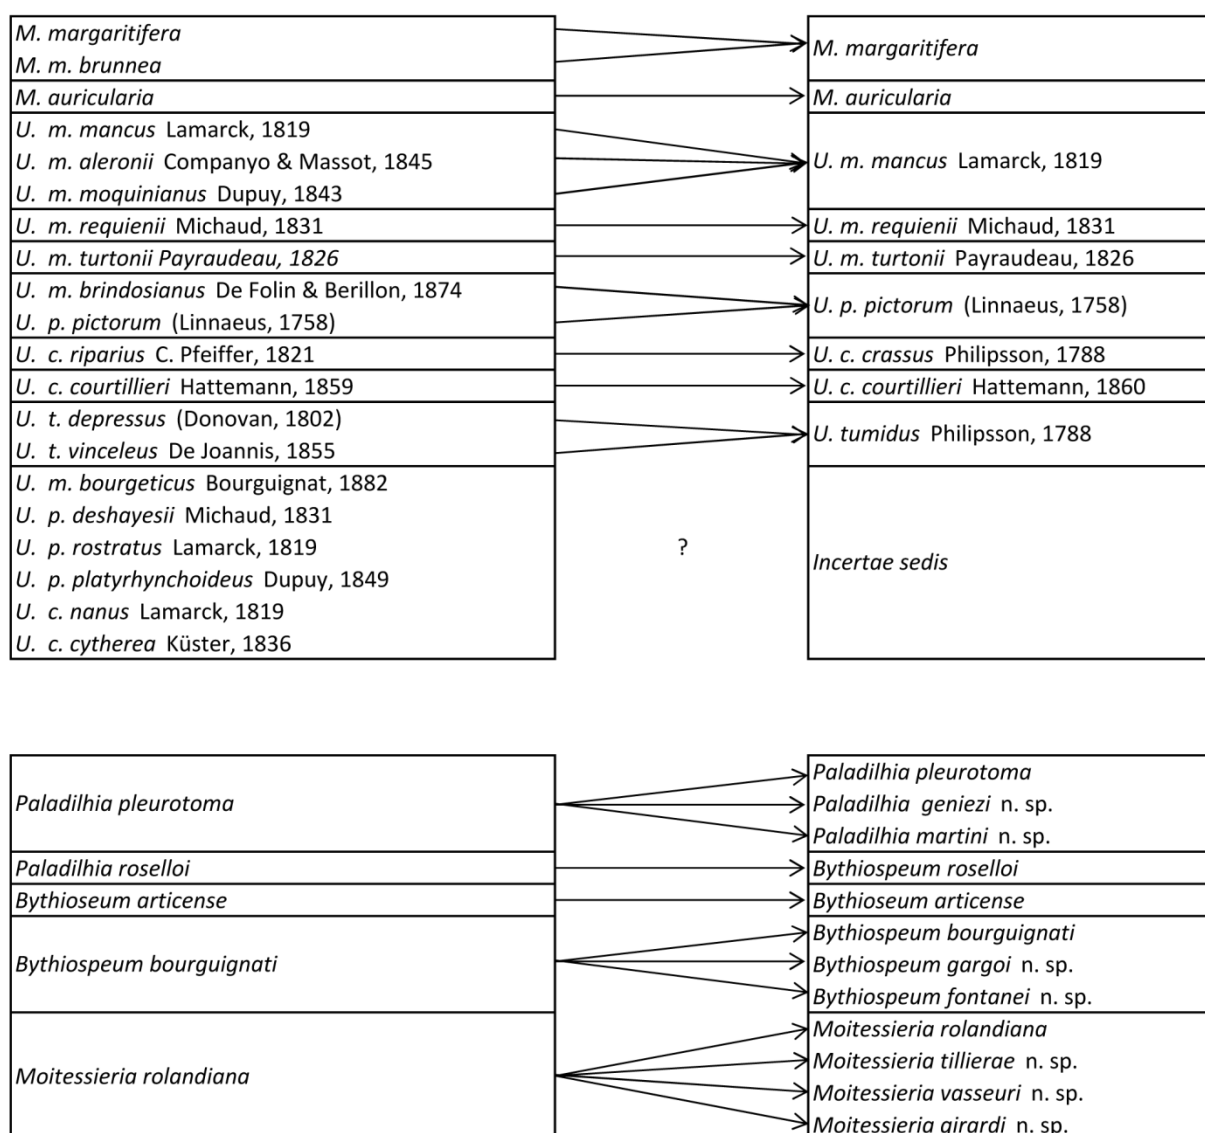 M. margaritifera
M. m. brunnea
M. margaritifera
M. auricularia
M. auricularia
U. m. mancus Lamarck, 1819
U. m. aleronii Companyo & Massot, 1845
U. m. moquinianus Dupuy, 1843
U. m. mancus Lamarck, 1819
U. m. requienii Michaud, 1831
U. m. requienii Michaud, 1831
U. m. turtonii Payraudeau, 1826
U. m. turtonii Payraudeau, 1826
U. m. brindosianus De Folin & Berillon, 1874
U. p. pictorum (Linnaeus, 1758)
U. p. pictorum (Linnaeus, 1758)
U. c. riparius C. Pfeiffer, 1821
U. c. crassus Philipsson, 1788
U. c. courtillieri Hattemann, 1859
U. c. courtillieri Hattemann, 1860
U. t. depressus (Donovan, 1802)
U. t. vinceleus De Joannis, 1855
U. tumidus Philipsson, 1788
U. m. bourgeticus Bourguignat, 1882
U. p. deshayesii Michaud, 1831
U. p. rostratus Lamarck, 1819
U. p. platyrhynchoideus Dupuy, 1849
U. c. nanus Lamarck, 1819
U. c. cytherea Küster, 1836
?
Incertae sedis
Paladilhia pleurotoma
Paladilhia pleurotoma
Paladilhia geniezi n. sp.
Paladilhia martini n. sp.
Paladilhia roselloi
Bythiospeum roselloi
Bythioseum articense
Bythioseum articense
Bythiospeum bourguignati
Bythiospeum bourguignati
Bythiospeum gargoi n. sp.
Bythiospeum fontanei n. sp.
Moitessieria rolandiana
Moitessieria rolandiana
Moitessieria tillierae n. sp.
Moitessieria vasseuri n. sp.
Moitessieria girardi n. sp.